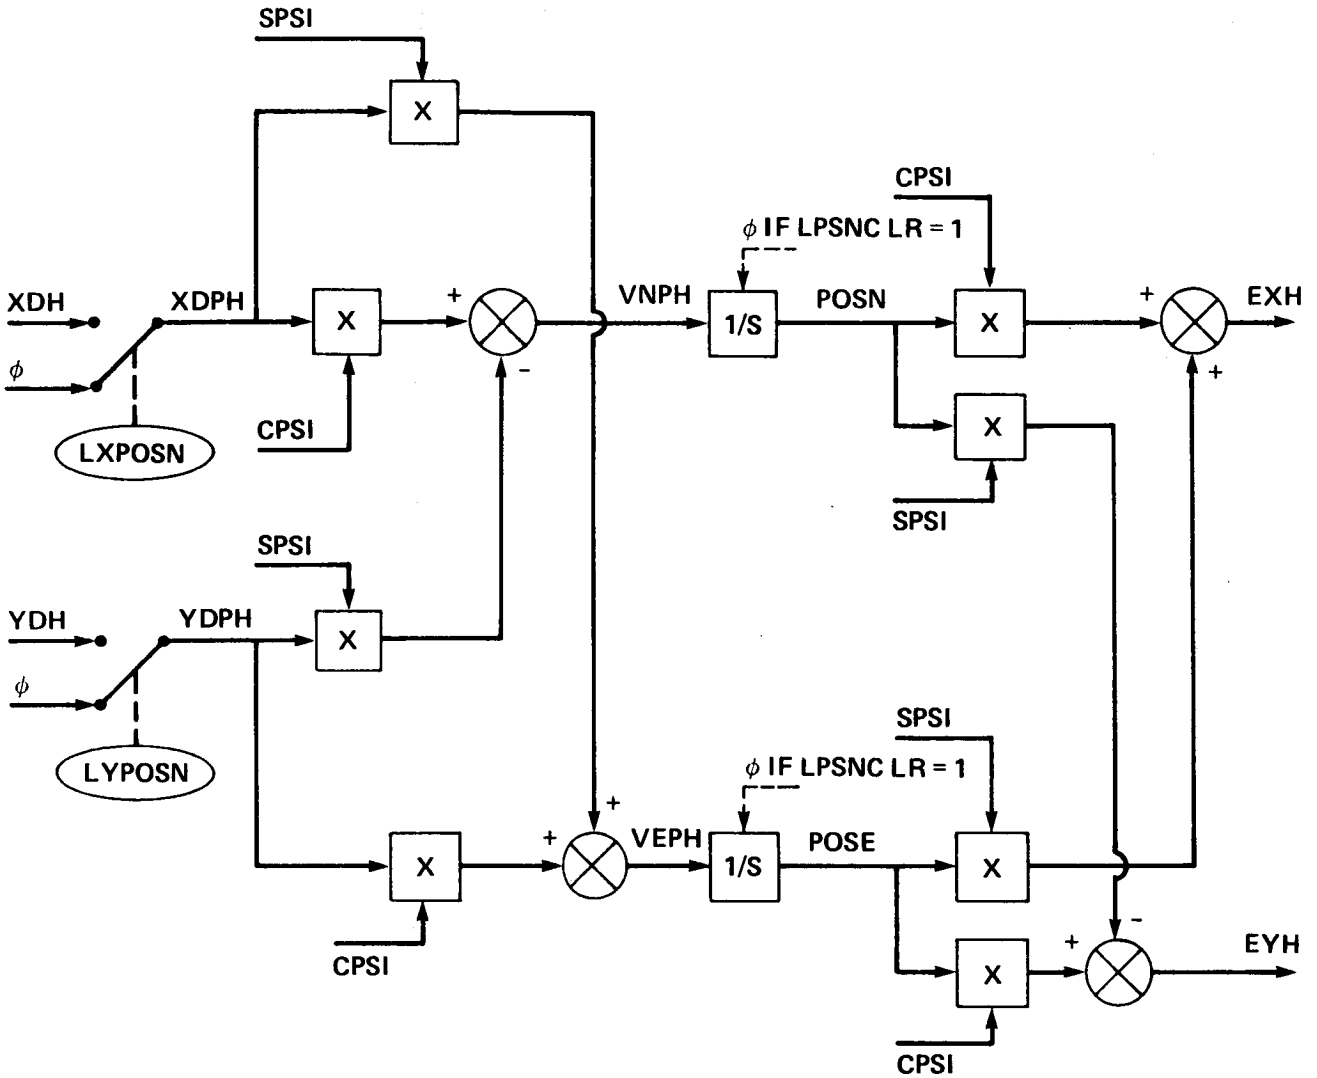 SPSI
X
CPSI
ϕ IF LPSNC LR = 1
XDH
XDPH
X
+
VNPH
1/S
POSN
X
+
EXH
ϕ
-
+
LXPOSN
CPSI
X
SPSI
SPSI
YDH
YDPH
X
ϕ
SPSI
LYPOSN
ϕ IF LPSNC LR = 1
+
+
VEPH
POSE
X
1/S
X
CPSI
-
+
EYH
X
CPSI